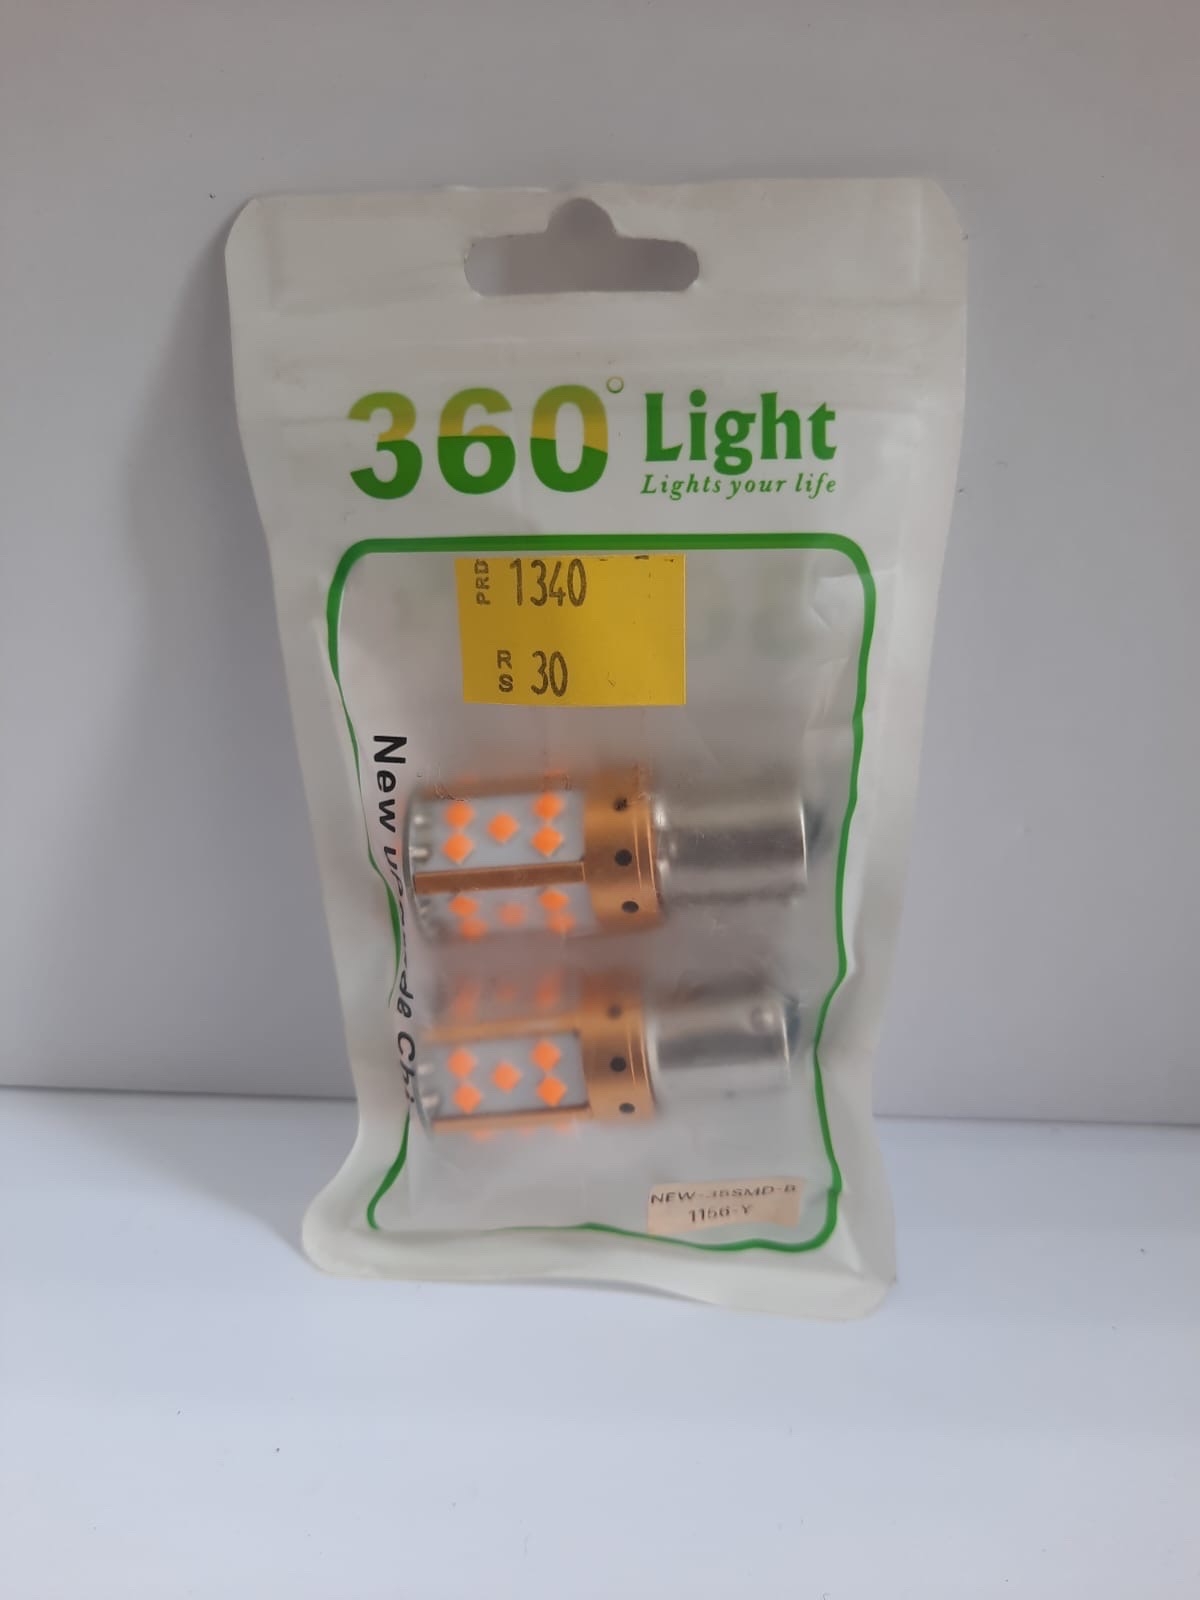 360° Light
Lights your life
PRD 1340
RS 30
New
NEW-35SMD-B
1156-Y